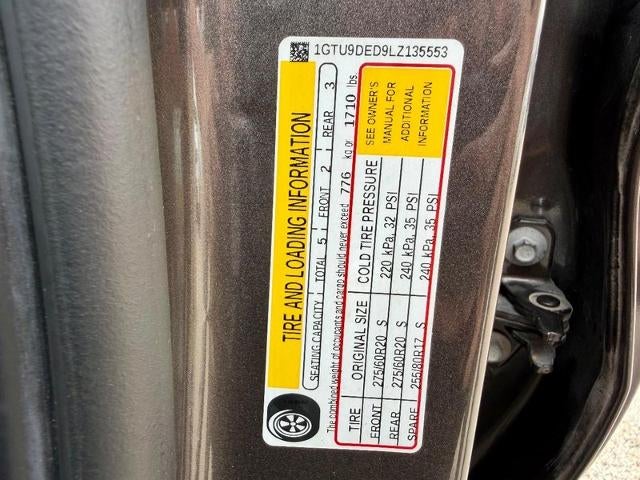 1GTU9DED9LZ135553
TIRE AND LOADING INFORMATION
SEATING CAPACITY TOTAL 5 FRONT 2 REAR 3
The combined weight of occupants and cargo should never exceed 776 kg or 1710 lbs.
TIRE ORIGINAL SIZE COLD TIRE PRESSURE
FRONT 275/60R20 S 220 kPa, 32 PSI
REAR 275/60R20 S 240 kPa, 35 PSI
SPARE 255/80R17 S 240 kPa, 35 PSI
SEE OWNER'S
MANUAL FOR
ADDITIONAL
INFORMATION